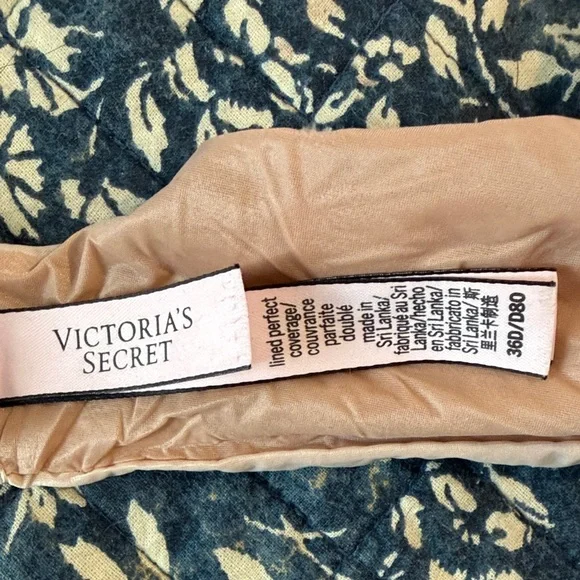 VICTORIA'S
SECRET
lined perfect
coverage/
couvrance
parfaite
doublé
made in
Sri Lanka/
fabriqué au Sri
Lanka/hecho
en Sri Lanka/
fabbricato in
Sri Lanka/ 斯
里兰卡制造
36D/D80